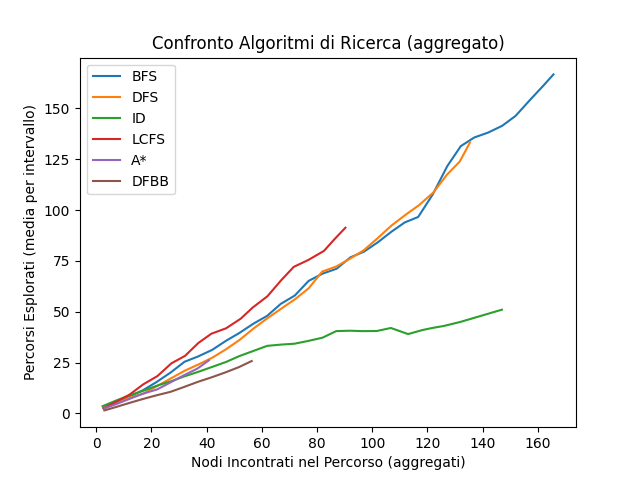 Confronto Algoritmi di Ricerca (aggregato)
BFS
DFS
ID
LCFS
A*
DFBB
Percorsi Esplorati (media per intervallo)
150
125
100
75
50
25
0
0 20 40 60 80 100 120 140 160
Nodi Incontrati nel Percorso (aggregati)